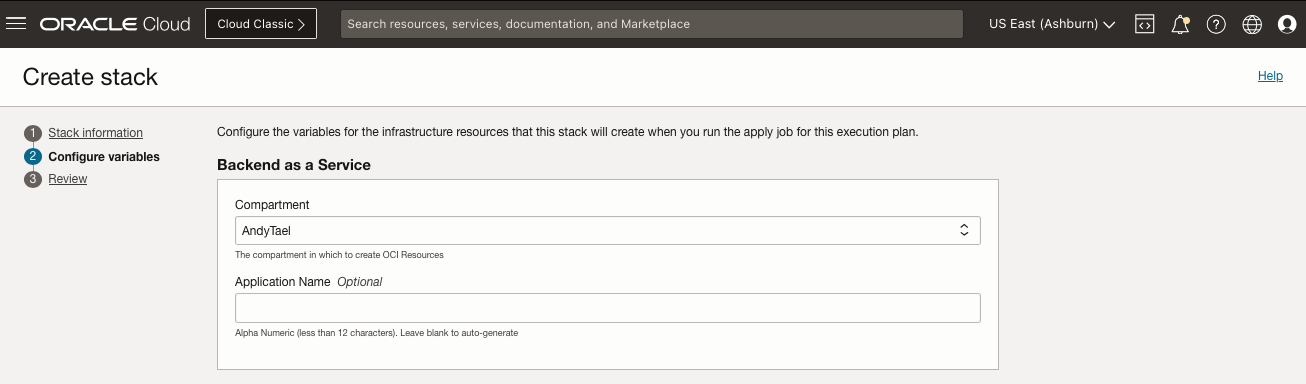 ORACLE Cloud
Cloud Classic
Search resources, services, documentation, and Marketplace
US East (Ashburn)
Create stack
Help
1 Stack information
2 Configure variables
3 Review
Configure the variables for the infrastructure resources that this stack will create when you run the apply job for this execution plan.
Backend as a Service
Compartment
AndyTael
The compartment in which to create OCI Resources
Application Name Optional
Alpha Numeric (less than 12 characters). Leave blank to auto-generate